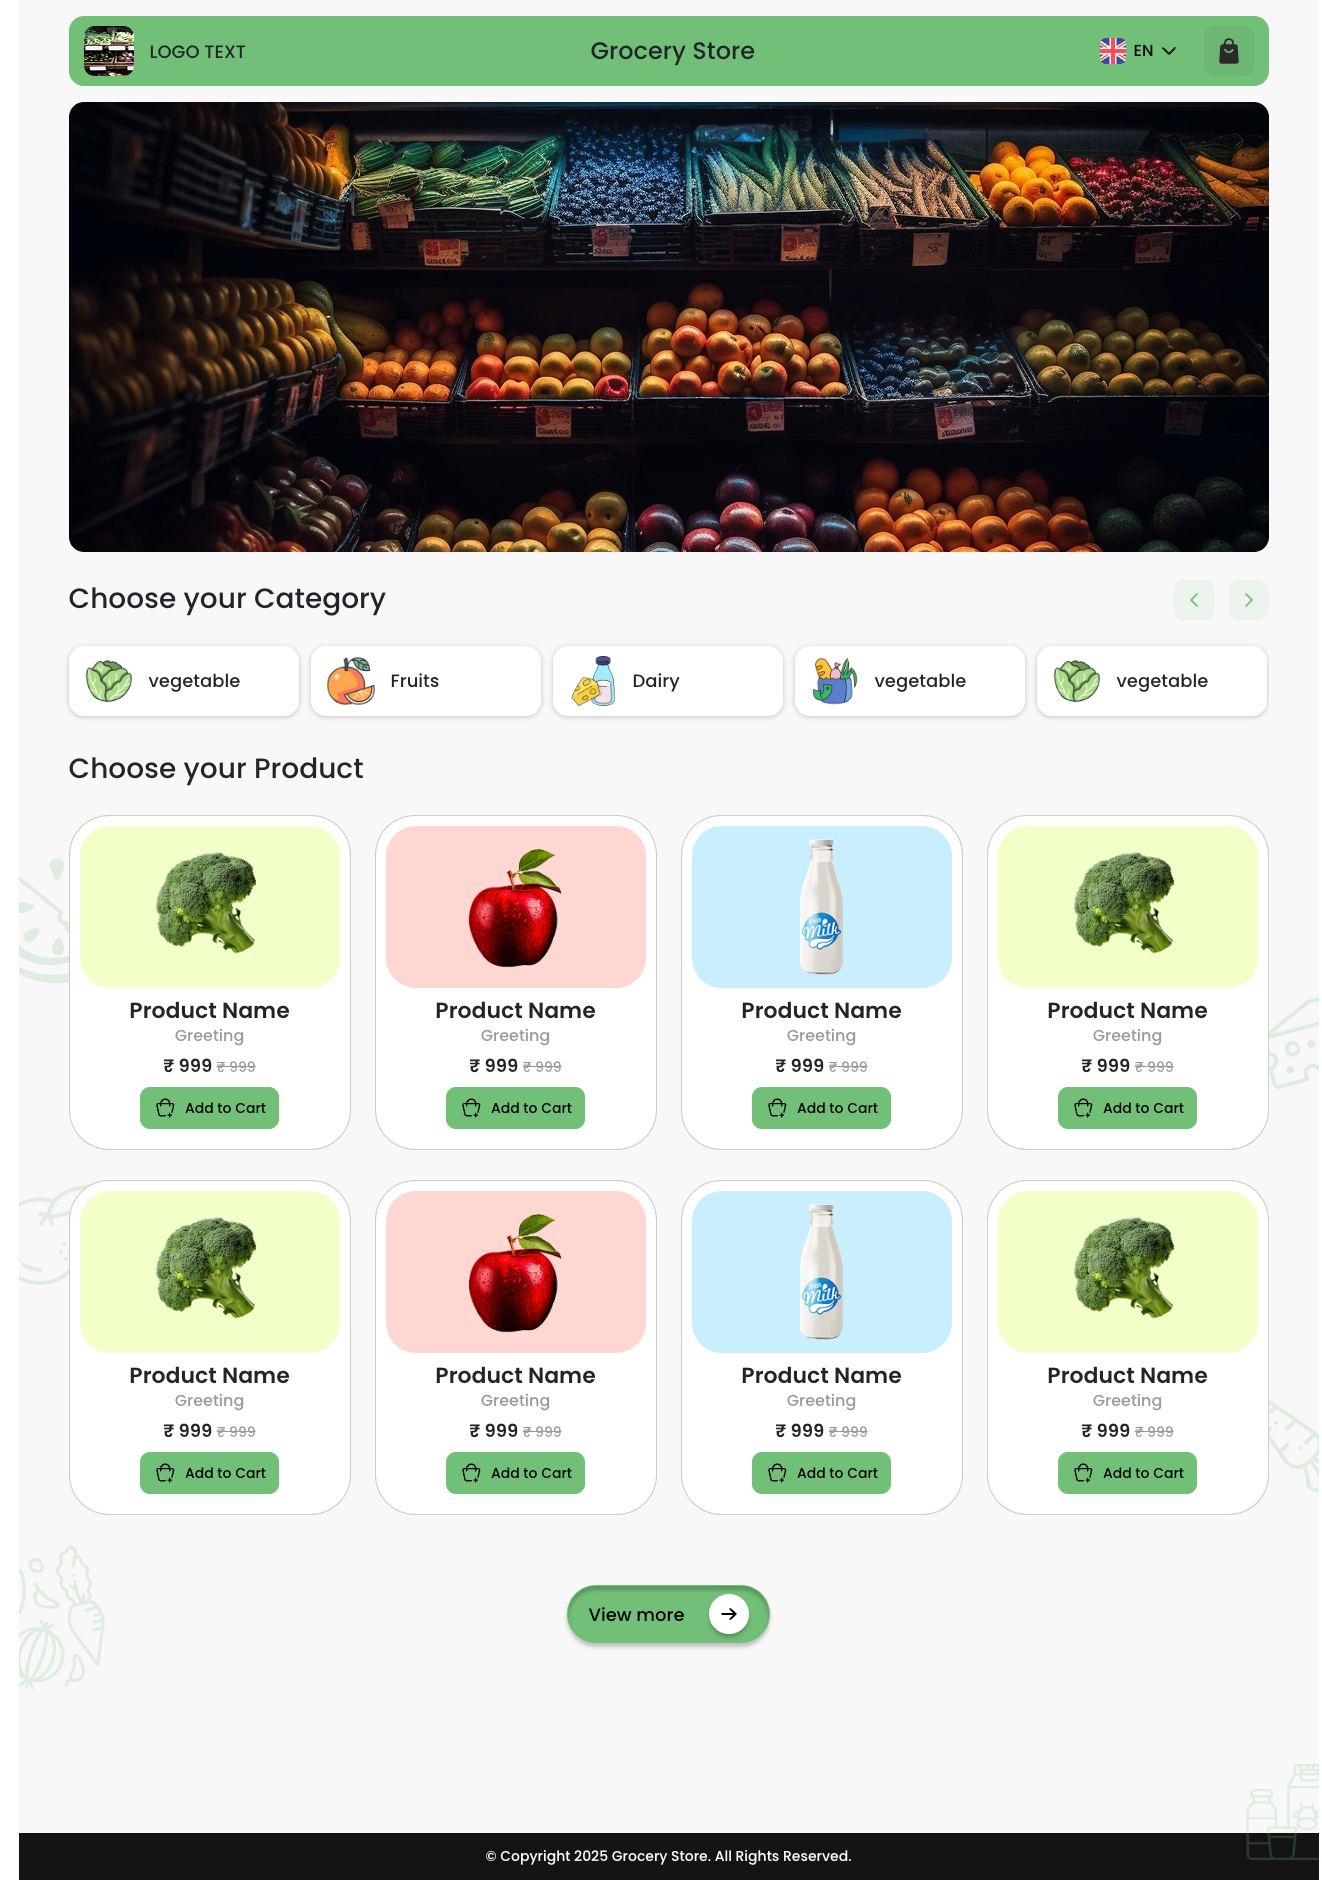 LOGO TEXT
Grocery Store
EN
Choose your Category
vegetable
Fruits
Dairy
vegetable
vegetable
Choose your Product
Milk
Product Name
Product Name
Product Name
Product Name
Greeting
Greeting
Greeting
Greeting
₹ 999 ₹ 999
₹ 999 ₹ 999
₹ 999 ₹ 999
₹ 999 ₹ 999
Add to Cart
Add to Cart
Add to Cart
Add to Cart
Milk
Product Name
Product Name
Product Name
Product Name
Greeting
Greeting
Greeting
Greeting
₹ 999 ₹ 999
₹ 999 ₹ 999
₹ 999 ₹ 999
₹ 999 ₹ 999
Add to Cart
Add to Cart
Add to Cart
Add to Cart
View more
© Copyright 2025 Grocery Store. All Rights Reserved.